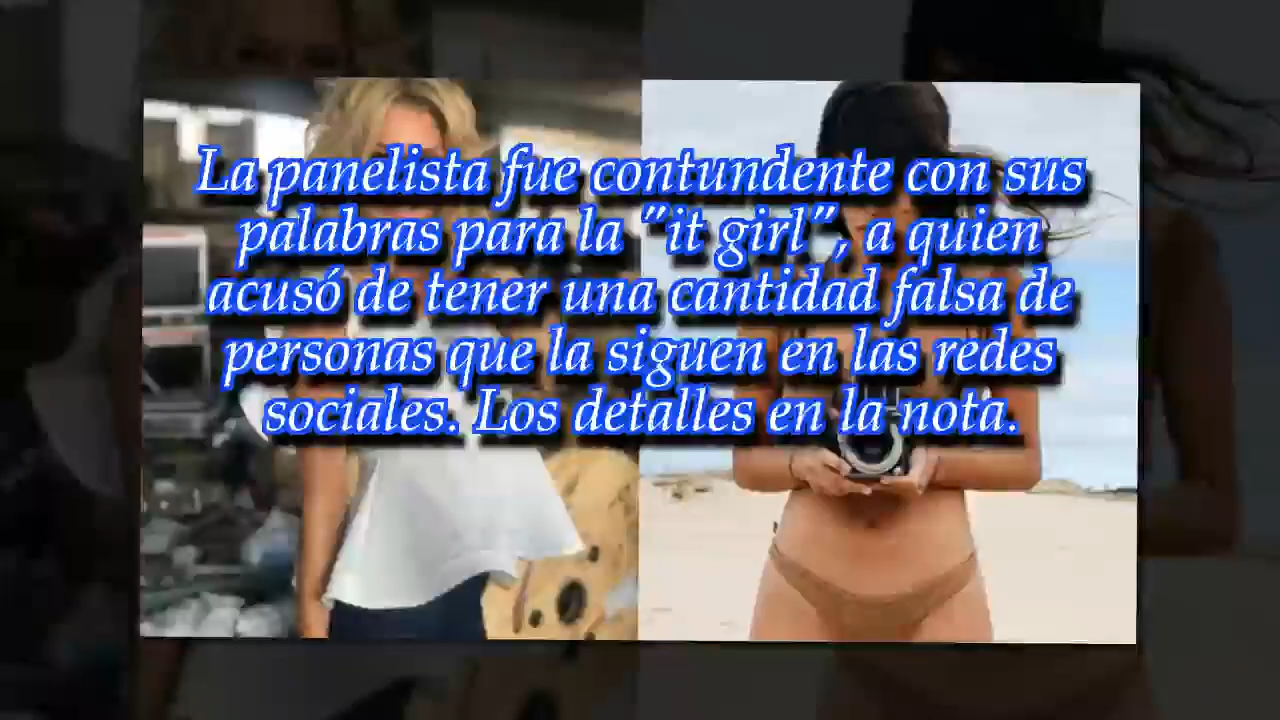 La panelista fue contundente con sus
palabras para la "it girl", a quien
acusó de tener una cantidad falsa de
personas que la siguen en las redes
sociales. Los detalles en la nota.